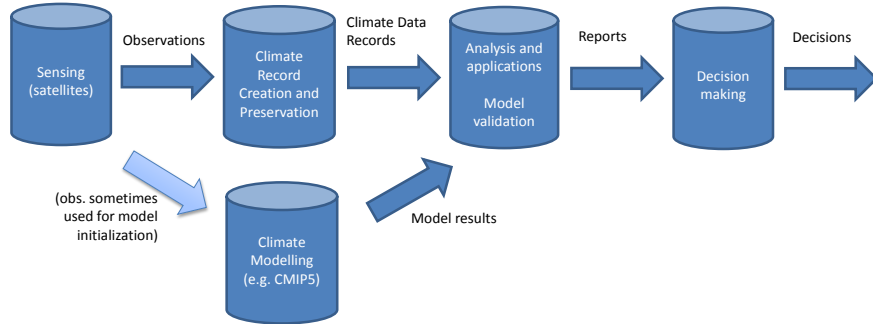 Sensing
(satellites)
Observations
Climate
Record
Creation and
Preservation
Climate Data
Records
Analysis and
applications
Model
validation
Reports
Decision
making
Decisions
(obs. sometimes
used for model
initialization)
Climate
Modelling
(e.g. CMIP5)
Model results